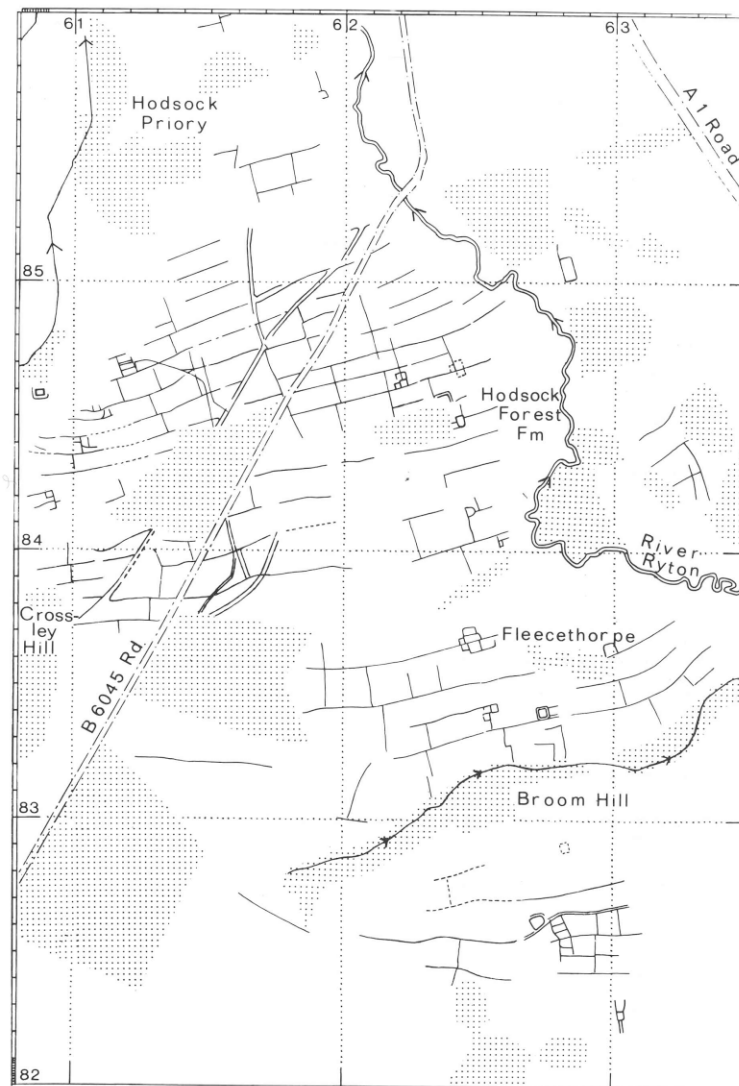 61
62
63
Hodsock
Priory
A1 Road
85
Hodsock
Forest
Fm
84
River
Ryton
Cross-
ley
Hill
Fleecethorpe
B6045 Rd
83
Broom Hill
82